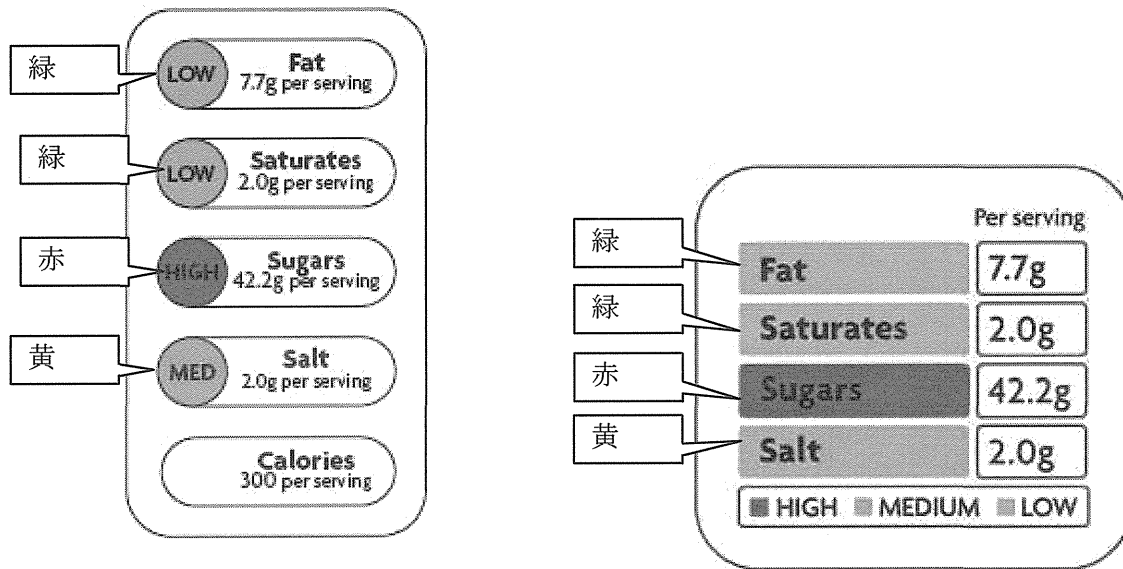 緑
LOW
Fat
7.7g per serving
緑
LOW
Saturates
2.0g per serving
赤
HIGH
Sugars
42.2g per serving
黄
MED
Salt
2.0g per serving
Calories
300 per serving
Per serving
緑
Fat 7.7g
緑
Saturates 2.0g
赤
Sugars 42.2g
黄
Salt 2.0g
HIGH MEDIUM LOW